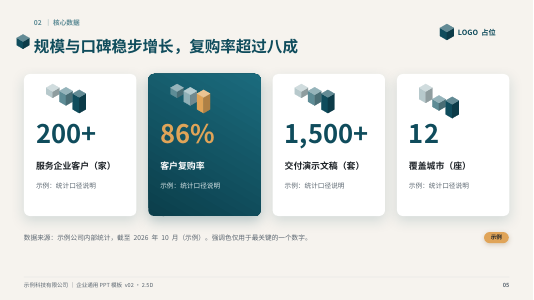 02 ｜ 核心数据
规模与口碑稳步增长，复购率超过八成
LOGO 占位
200+
服务企业客户（家）
示例：统计口径说明
86%
客户复购率
示例：统计口径说明
1,500+
交付演示文稿（套）
示例：统计口径说明
12
覆盖城市（座）
示例：统计口径说明
数据来源：示例公司内部统计，截至 2026 年 10 月（示例）。强调色仅用于最关键的一个数字。
示例
示例科技有限公司 ｜ 企业通用 PPT 模板 v02 · 2.5D
05